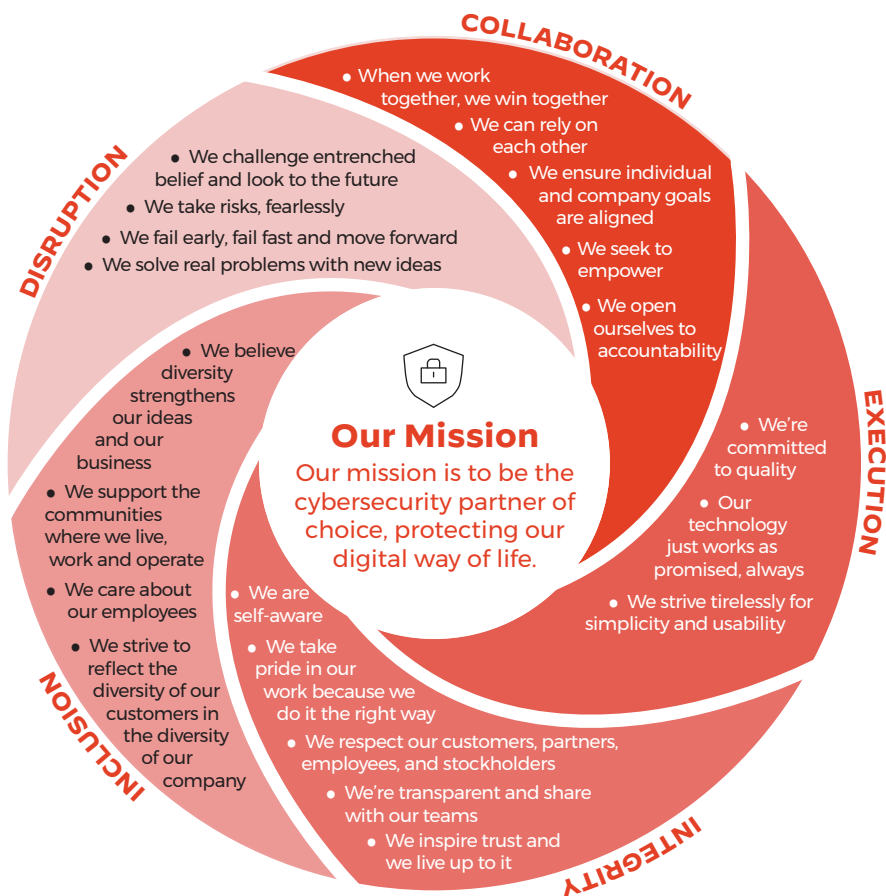 COLLABORATION
• When we work
together, we win together
• We can rely on
each other
• We ensure individual
and company goals
are aligned
• We seek to
empower
• We open
ourselves to
accountability
EXECUTION
• We're
committed
to quality
• Our
technology
just works as
promised, always
• We strive tirelessly for
simplicity and usability
INTEGRITY
• We are
self-aware
• We take
pride in our
work because we
do it the right way
• We respect our customers, partners,
employees, and stockholders
• We're transparent and share
with our teams
• We inspire trust and
we live up to it
INCLUSION
• We believe
diversity
strengthens
our ideas
and our
business
• We support the
communities
where we live,
work and operate
• We care about
our employees
• We strive to
reflect the
diversity of our
customers in
the diversity
of our
company
DISRUPTION
• We challenge entrenched
belief and look to the future
• We take risks, fearlessly
• We fail early, fail fast and move forward
• We solve real problems with new ideas
Our Mission
Our mission is to be the
cybersecurity partner of
choice, protecting our
digital way of life.